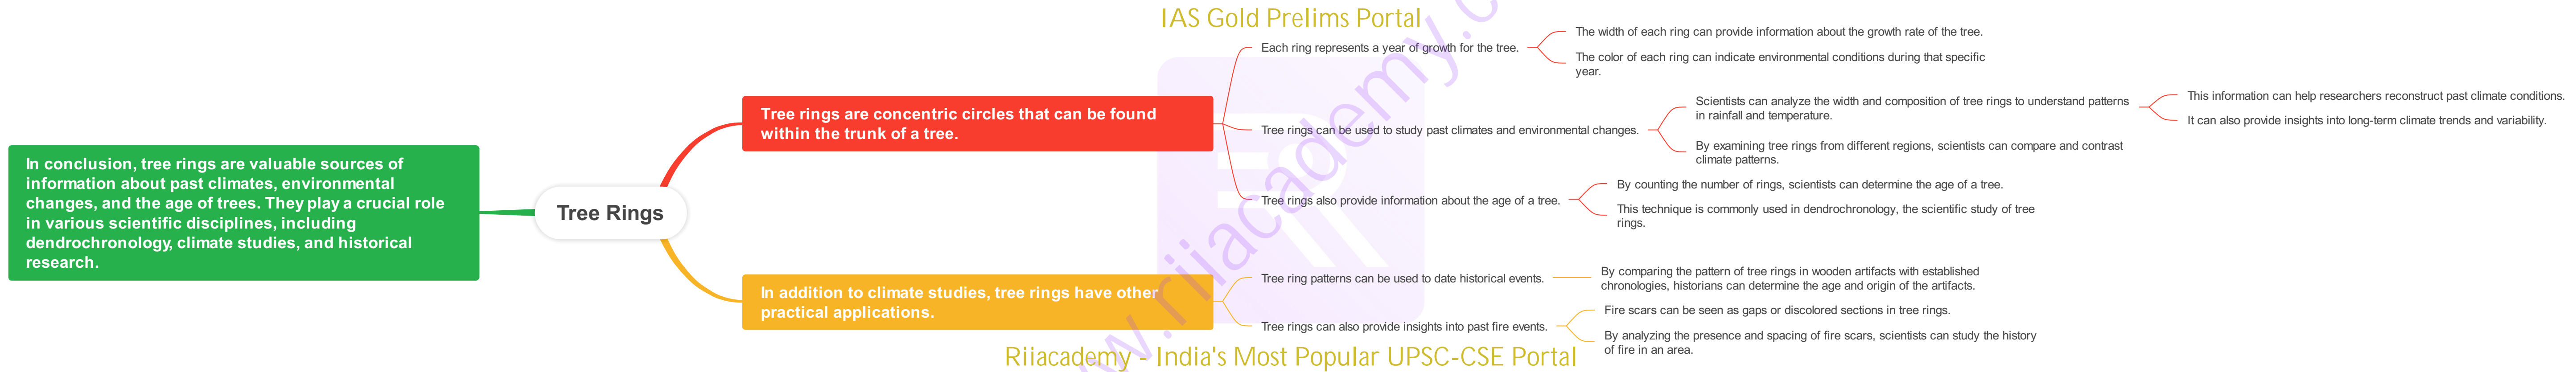 IAS Gold Prelims Portal
In conclusion, tree rings are valuable sources of
information about past climates, environmental
changes, and the age of trees. They play a crucial role
in various scientific disciplines, including
dendrochronology, climate studies, and historical
research.
Tree Rings
Tree rings are concentric circles that can be found
within the trunk of a tree.
Each ring represents a year of growth for the tree.
The width of each ring can provide information about the growth rate of the tree.
The color of each ring can indicate environmental conditions during that specific
year.
Tree rings can be used to study past climates and environmental changes.
Scientists can analyze the width and composition of tree rings to understand patterns
in rainfall and temperature.
This information can help researchers reconstruct past climate conditions.
It can also provide insights into long-term climate trends and variability.
By examining tree rings from different regions, scientists can compare and contrast
climate patterns.
Tree rings also provide information about the age of a tree.
By counting the number of rings, scientists can determine the age of a tree.
This technique is commonly used in dendrochronology, the scientific study of tree
rings.
In addition to climate studies, tree rings have other
practical applications.
Tree ring patterns can be used to date historical events.
By comparing the pattern of tree rings in wooden artifacts with established
chronologies, historians can determine the age and origin of the artifacts.
Tree rings can also provide insights into past fire events.
Fire scars can be seen as gaps or discolored sections in tree rings.
By analyzing the presence and spacing of fire scars, scientists can study the history
of fire in an area.
Riiacademy - India's Most Popular UPSC-CSE Portal
w.riiacademy.c